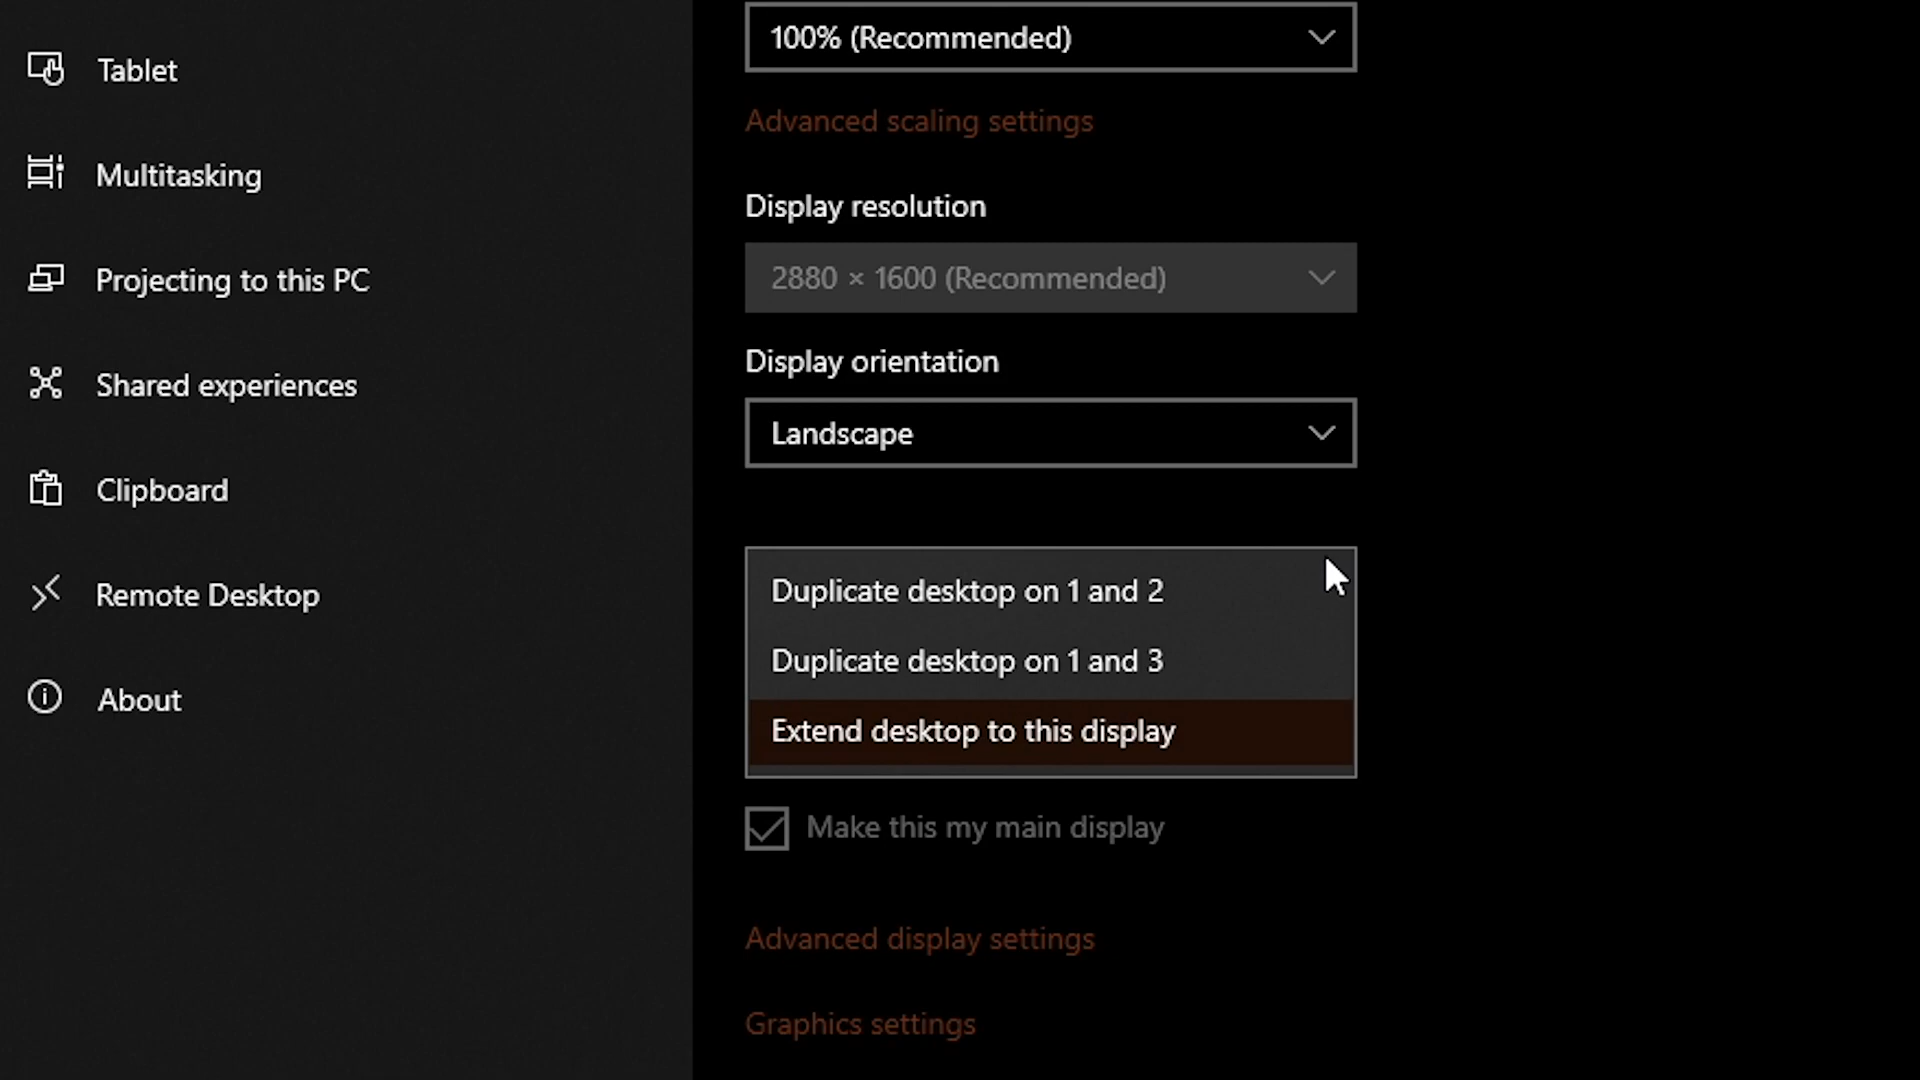 Tablet
Multitasking
Projecting to this PC
Shared experiences
Clipboard
Remote Desktop
About
100% (Recommended)
Advanced scaling settings
Display resolution
2880 × 1600 (Recommended)
Display orientation
Landscape
Duplicate desktop on 1 and 2
Duplicate desktop on 1 and 3
Extend desktop to this display
Make this my main display
Advanced display settings
Graphics settings